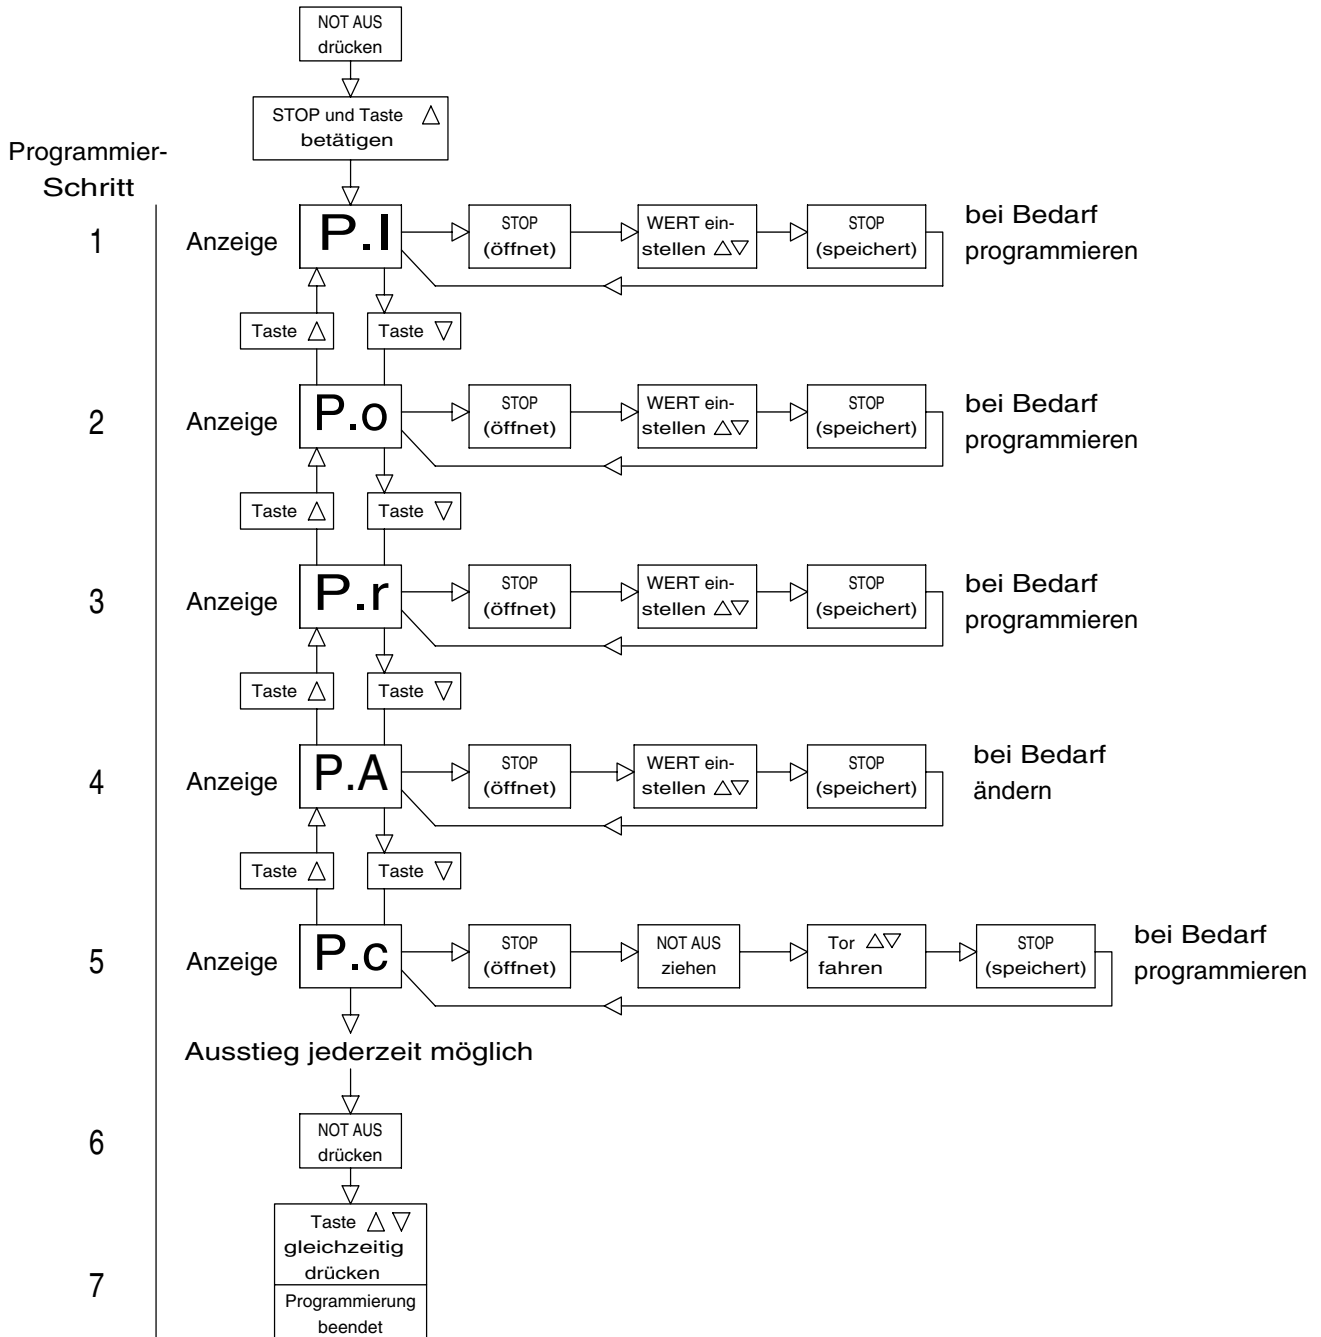 NOT AUS
drücken
STOP und Taste △
betätigen
Programmier-
Schritt
1
Anzeige
P.I
STOP
(öffnet)
WERT ein-
stellen △▽
STOP
(speichert)
bei Bedarf
programmieren
Taste △
Taste ▽
2
Anzeige
P.o
STOP
(öffnet)
WERT ein-
stellen △▽
STOP
(speichert)
bei Bedarf
programmieren
Taste △
Taste ▽
3
Anzeige
P.r
STOP
(öffnet)
WERT ein-
stellen △▽
STOP
(speichert)
bei Bedarf
programmieren
Taste △
Taste ▽
4
Anzeige
P.A
STOP
(öffnet)
WERT ein-
stellen △▽
STOP
(speichert)
bei Bedarf
ändern
Taste △
Taste ▽
5
Anzeige
P.c
STOP
(öffnet)
NOT AUS
ziehen
Tor △▽
fahren
STOP
(speichert)
bei Bedarf
programmieren
Ausstieg jederzeit möglich
6
NOT AUS
drücken
7
Taste △ ▽
gleichzeitig
drücken
Programmierung
beendet